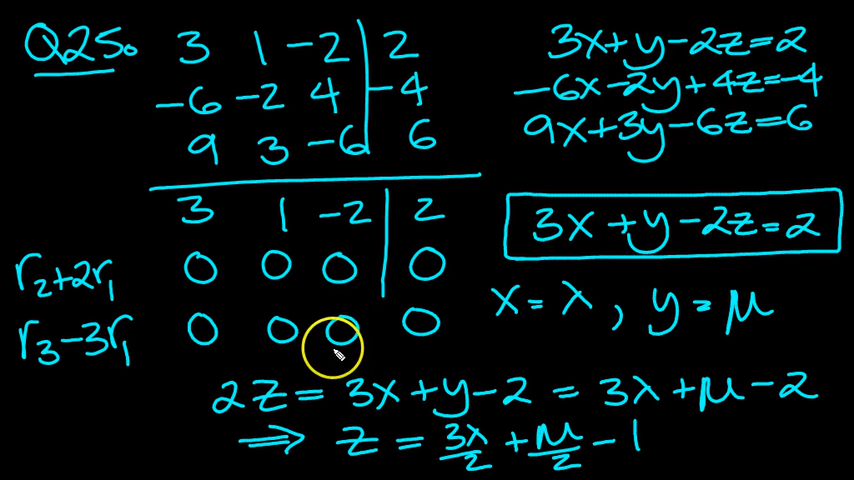 Q25.
3 1 -2 | 2
-6 -2 4 | -4
9 3 -6 | 6
3 1 -2 | 2
r₂+2r₁ 0 0 0 | 0
r₃-3r₁ 0 0 0 0
3x+y-2z=2
-6x-2y+4z=-4
9x+3y-6z=6
3x+y-2z=2
x=λ, y=μ
2z=3x+y-2=3λ+μ-2
⟹ z=3λ/2+μ/2-1